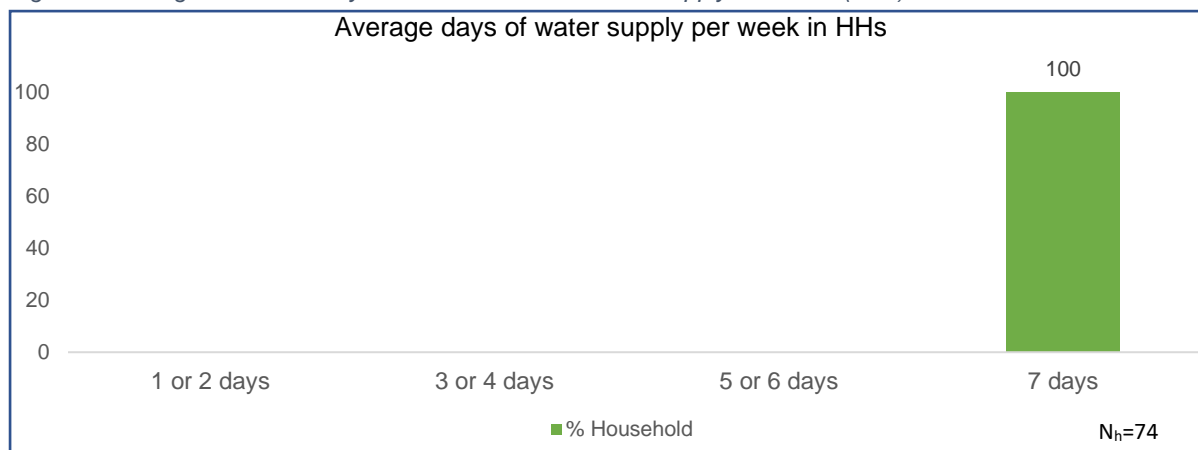 Average days of water supply per week in HHs
100
100
80
60
40
20
0
1 or 2 days
3 or 4 days
5 or 6 days
7 days
% Household
Nₕ=74